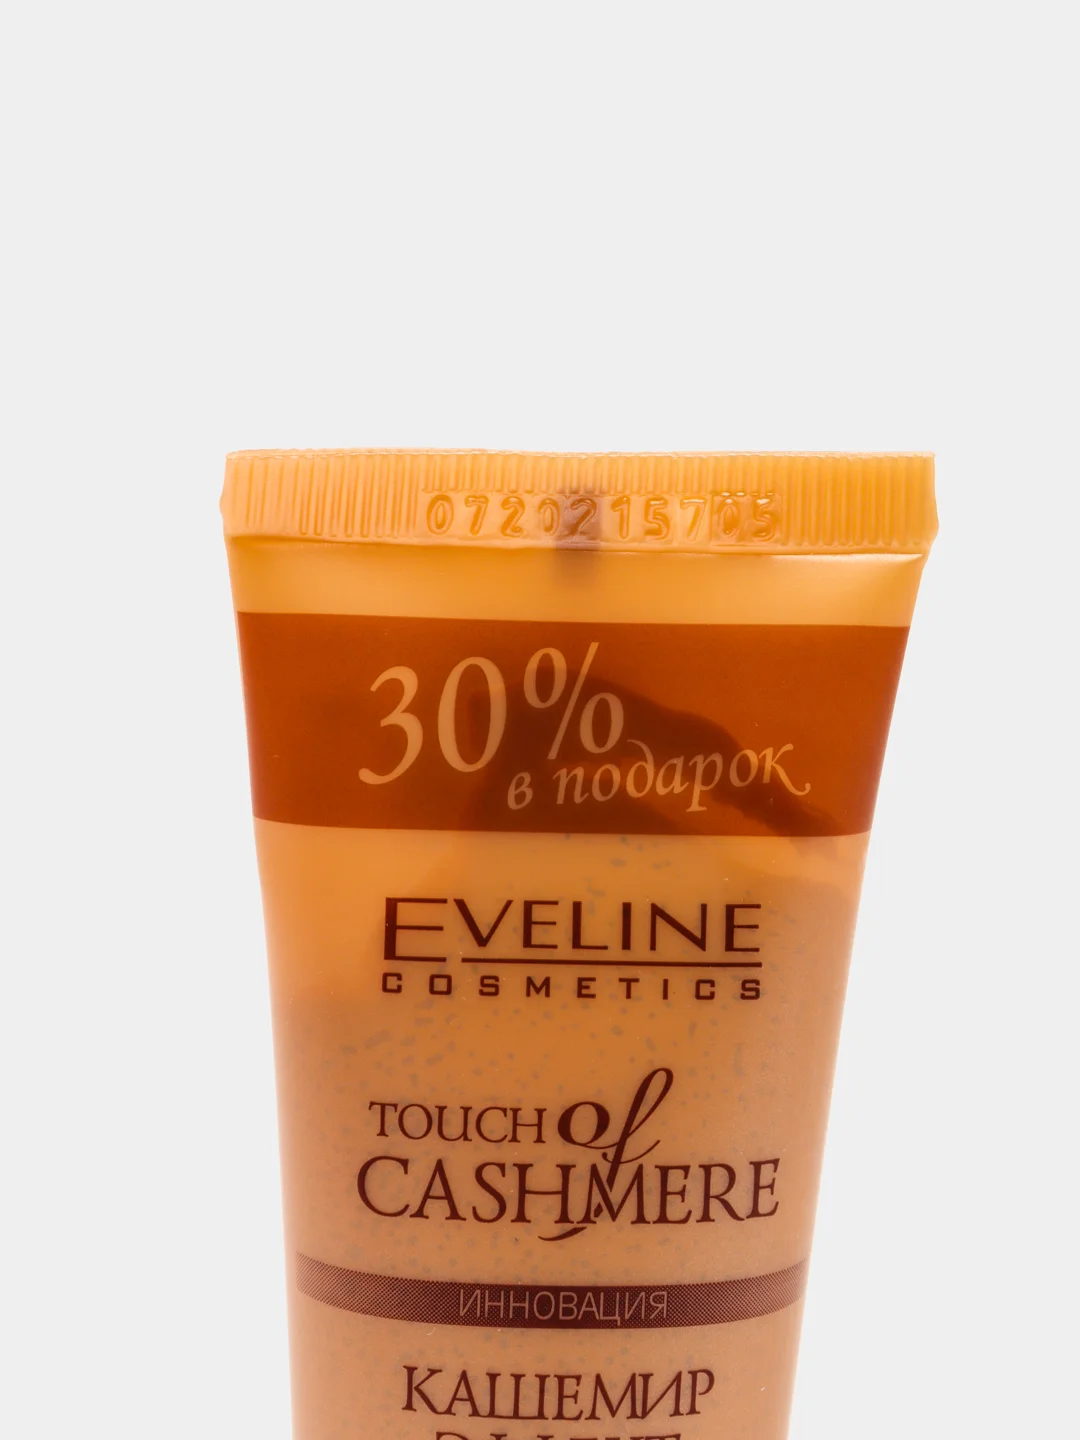 0720215705
30%
в подарок
EVELINE
COSMETICS
TOUCH of
CASHMERE
ИННОВАЦИЯ
КАШЕМИР